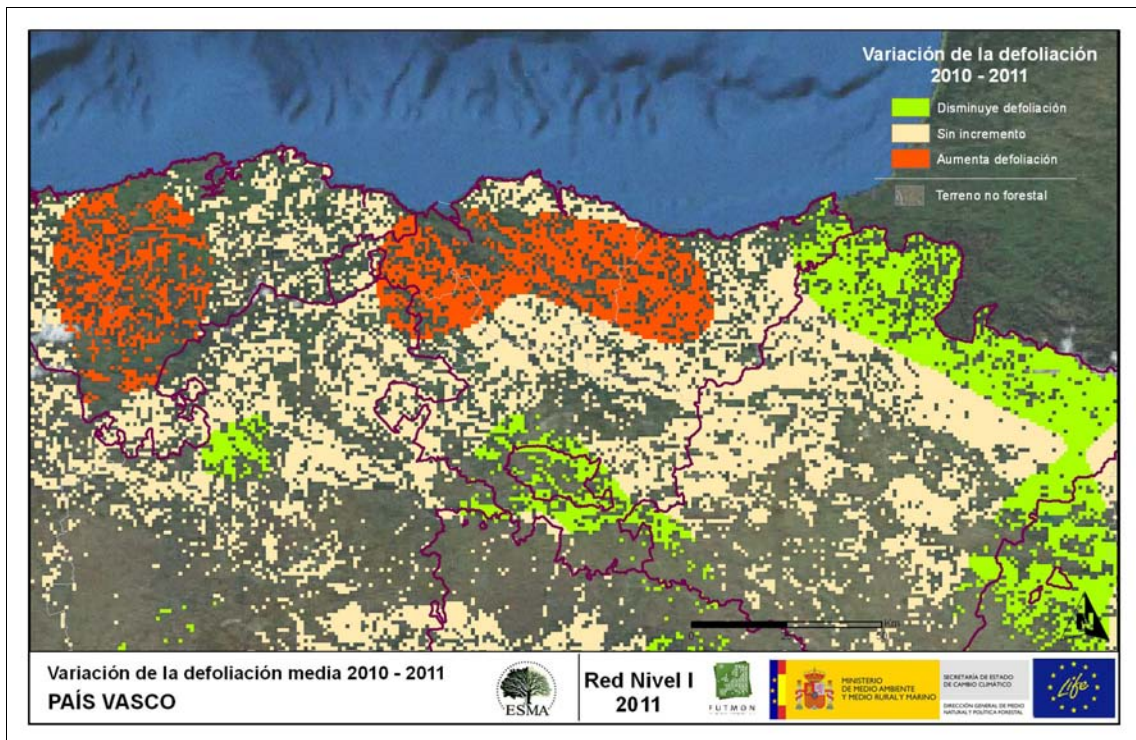 Variación de la defoliación
2010 - 2011
Disminuye defoliación
Sin incremento
Aumenta defoliación
Terreno no forestal
Km
0
50
Variación de la defoliación media 2010 - 2011
PAÍS VASCO
ESMA
Red Nivel I
2011
FUTMON
MINISTERIO
DE MEDIO AMBIENTE
Y MEDIO RURAL Y MARINO
SECRETARÍA DE ESTADO
DE CAMBIO CLIMÁTICO
DIRECCIÓN GENERAL DE MEDIO
NATURAL Y POLÍTICA FORESTAL
Life